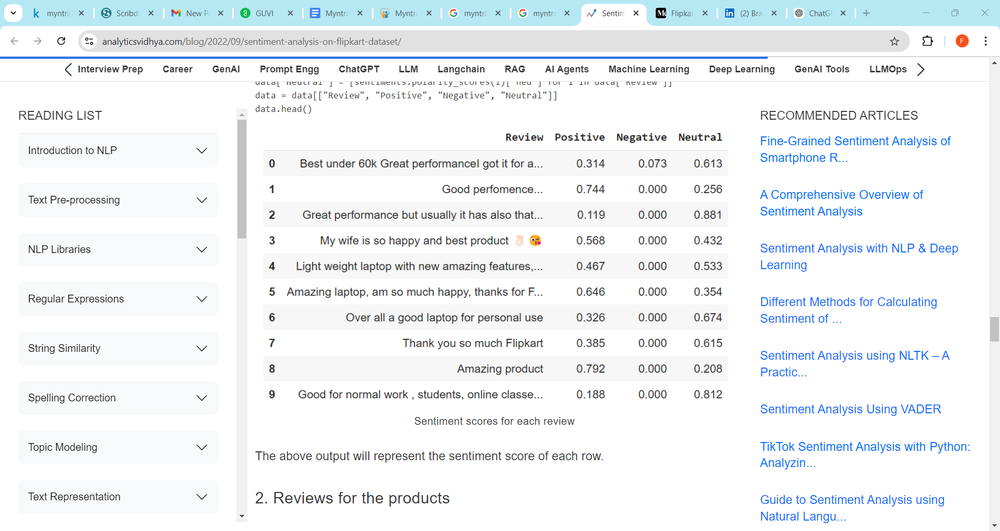 myntra
Scribd
New P
GUVI
Myntra
Myntra
myntra
myntra
Sentim
Flipkar
(2) Bra
ChatG
analyticsvidhya.com/blog/2022/09/sentiment-analysis-on-flipkart-dataset/
F
Interview Prep Career GenAI Prompt Engg ChatGPT LLM Langchain RAG AI Agents Machine Learning Deep Learning GenAI Tools LLMOps
data["Neutral"] = [sentiments.polarity_scores(i)["neu"] for i in data["Review"]]
data = data[["Review", "Positive", "Negative", "Neutral"]]
data.head()
READING LIST
Introduction to NLP
Text Pre-processing
NLP Libraries
Regular Expressions
String Similarity
Spelling Correction
Topic Modeling
Text Representation
Review Positive Negative Neutral
0 Best under 60k Great performanceI got it for a... 0.314 0.073 0.613
1 Good perfomence... 0.744 0.000 0.256
2 Great performance but usually it has also that... 0.119 0.000 0.881
3 My wife is so happy and best product 👌🏻 😘 0.568 0.000 0.432
4 Light weight laptop with new amazing features,... 0.467 0.000 0.533
5 Amazing laptop, am so much happy, thanks for F... 0.646 0.000 0.354
6 Over all a good laptop for personal use 0.326 0.000 0.674
7 Thank you so much Flipkart 0.385 0.000 0.615
8 Amazing product 0.792 0.000 0.208
9 Good for normal work , students, online classe... 0.188 0.000 0.812
Sentiment scores for each review
The above output will represent the sentiment score of each row.
2. Reviews for the products
RECOMMENDED ARTICLES
Fine-Grained Sentiment Analysis of
Smartphone R...
A Comprehensive Overview of
Sentiment Analysis
Sentiment Analysis with NLP & Deep
Learning
Different Methods for Calculating
Sentiment of ...
Sentiment Analysis using NLTK – A
Practic...
Sentiment Analysis Using VADER
TikTok Sentiment Analysis with Python:
Analyzin...
Guide to Sentiment Analysis using
Natural Langu...